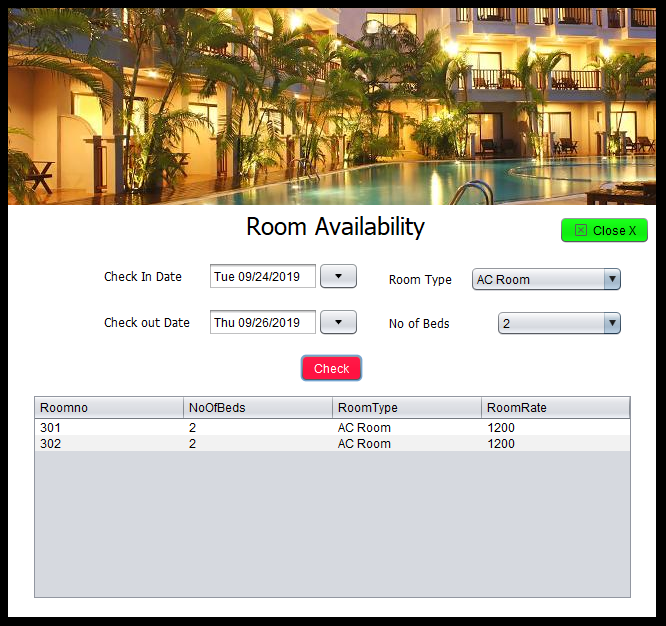 Room Availability
Close X
Check In Date Tue 09/24/2019 Room Type AC Room
Check out Date Thu 09/26/2019 No of Beds 2
Check
Roomno NoOfBeds RoomType RoomRate
301 2 AC Room 1200
302 2 AC Room 1200